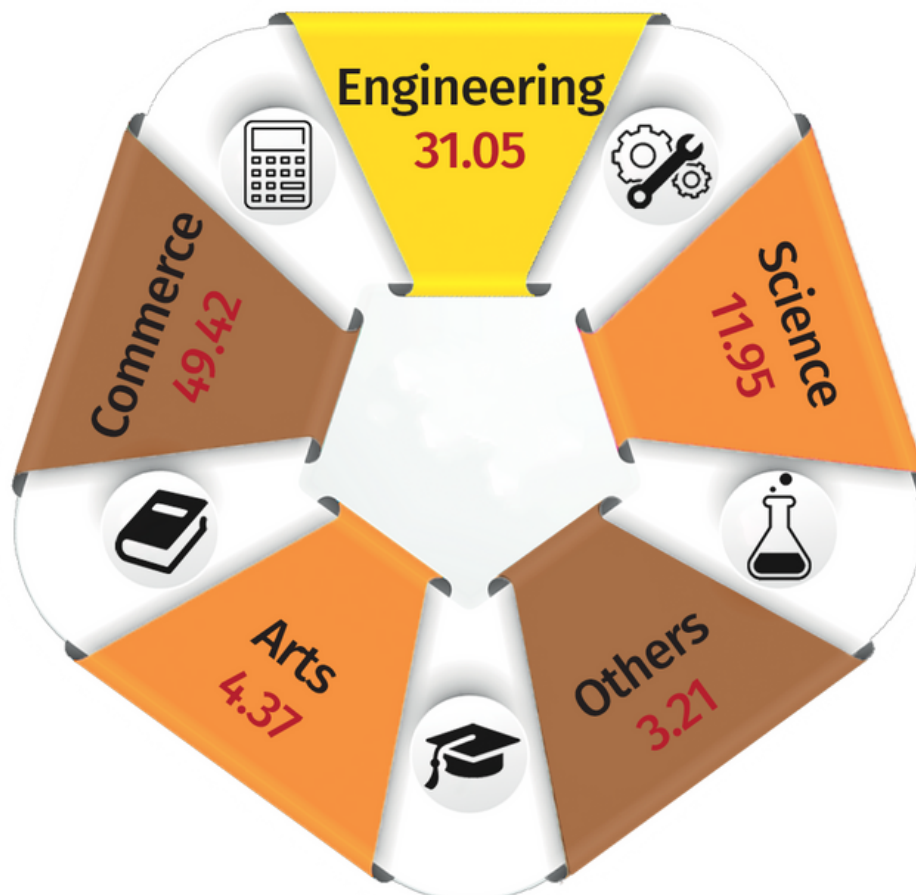 Engineering
31.05
Science
11.95
Others
3.21
Arts
4.37
Commerce
49.42